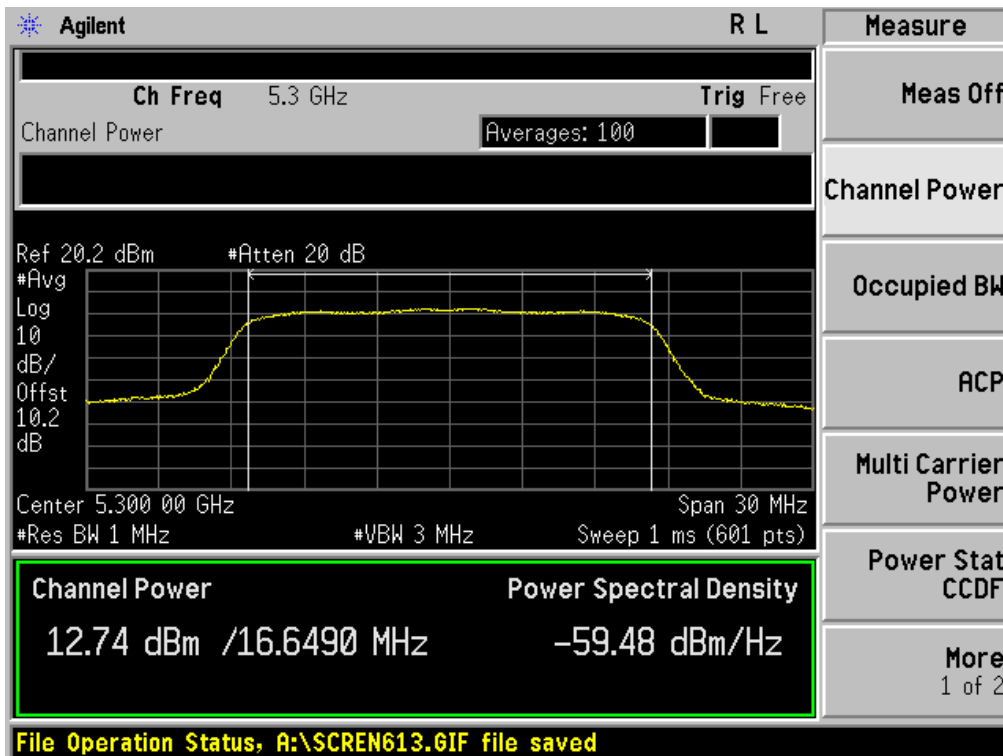 Agilent
R L
Measure
Ch Freq 5.3 GHz
Trig Free
Channel Power
Averages: 100
Ref 20.2 dBm
#Atten 20 dB
#Avg
Log
10
dB/
Offst
10.2
dB
Center 5.300 00 GHz
Span 30 MHz
#Res BW 1 MHz
#VBW 3 MHz
Sweep 1 ms (601 pts)
Channel Power
Power Spectral Density
12.74 dBm /16.6490 MHz
-59.48 dBm/Hz
Meas Off
Channel Power
Occupied BW
ACP
Multi Carrier
Power
Power Stat
CCDF
More
1 of 2
File Operation Status, A:\SCREN613.GIF file saved